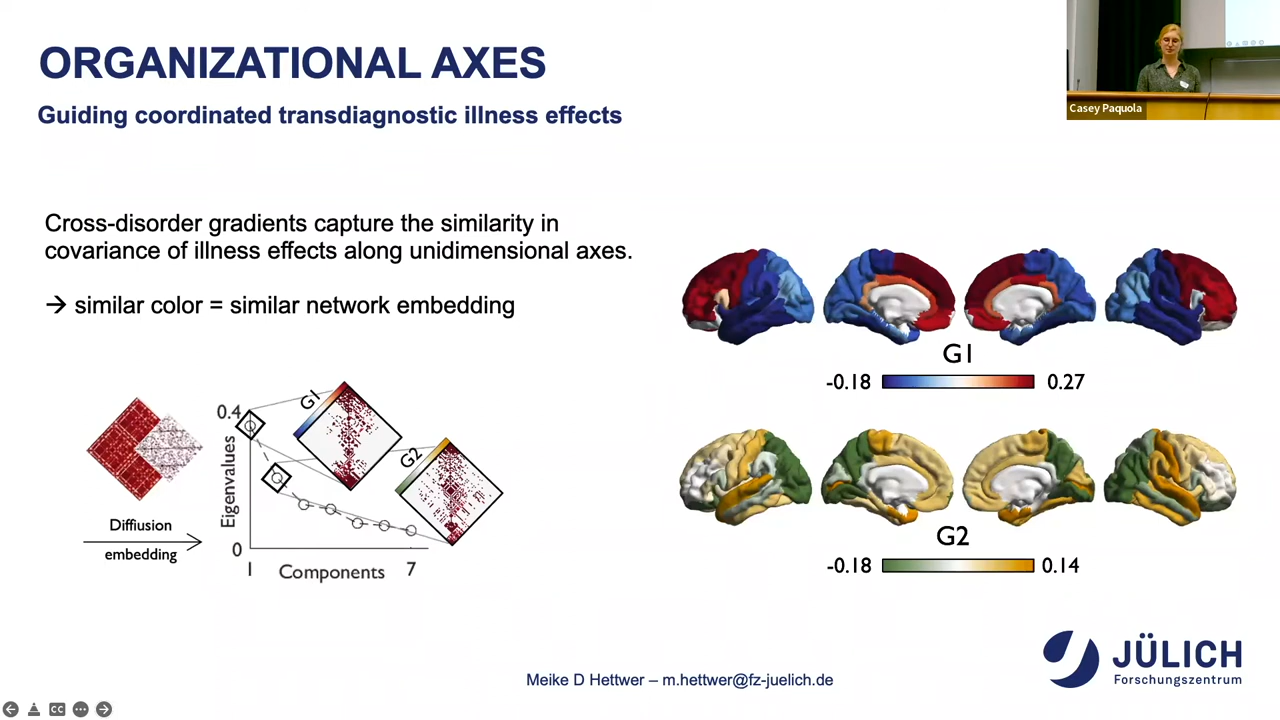 ORGANIZATIONAL AXES
Guiding coordinated transdiagnostic illness effects
Casey Paquola
Cross-disorder gradients capture the similarity in
covariance of illness effects along unidimensional axes.
→ similar color = similar network embedding
Diffiusion
embedding
Eigenvalues
0.4
0
1
Components
7
G1
G2
G1
-0.18
0.27
G2
-0.18
0.14
JÜLICH
Forschungszentrum
Meike D Hettwer – m.hettwer@fz-juelich.de
CC